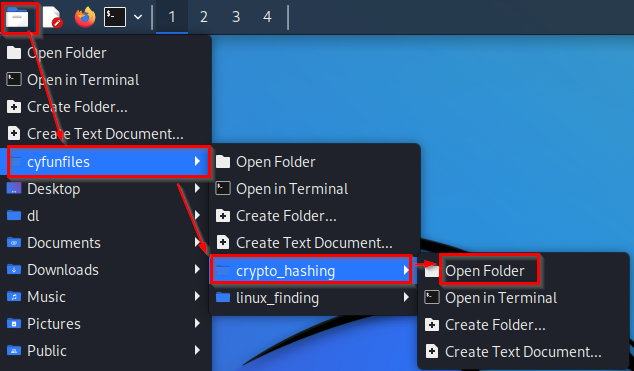 1 2 3 4
Open Folder
Open in Terminal
Create Folder...
Create Text Document...
cyfunfiles
Desktop
dl
Documents
Downloads
Music
Pictures
Public
Open Folder
Open in Terminal
Create Folder...
Create Text Document...
crypto_hashing
linux_finding
Open Folder
Open in Terminal
Create Folder...
Create Text Document...